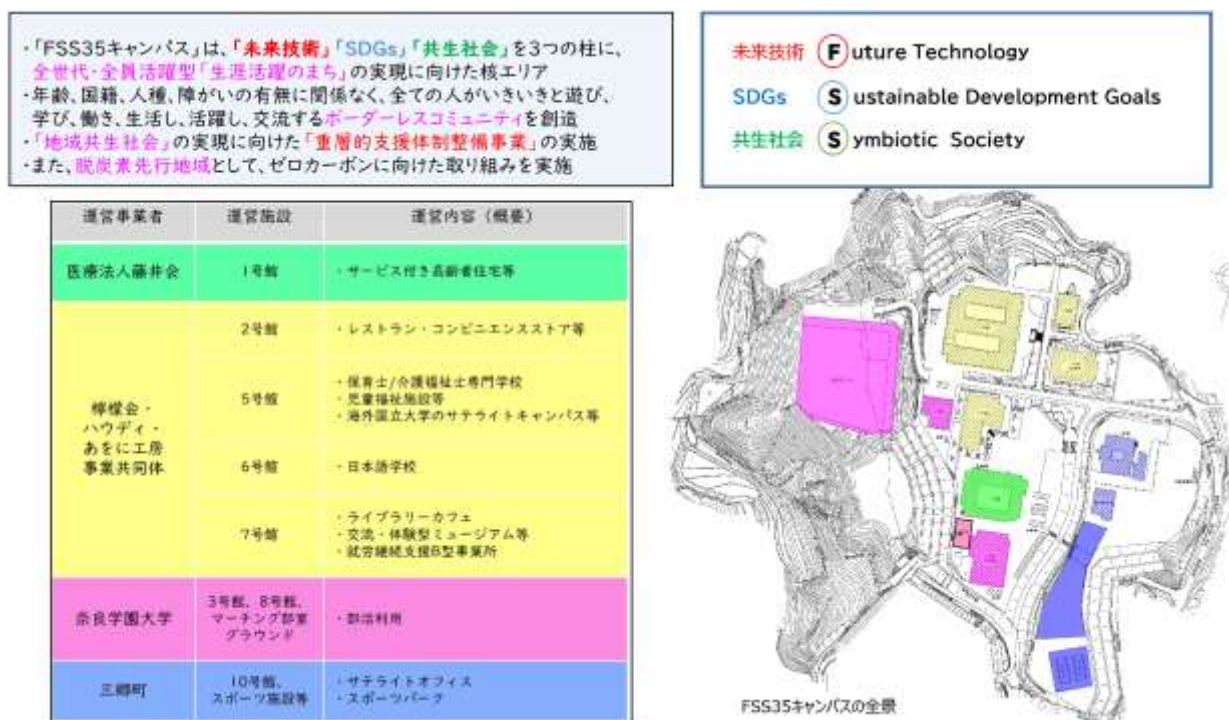 ・「FSS35キャンパス」は、「未来技術」「SDGs」「共生社会」を3つの柱に、
全世代・全員活躍型「生涯活躍のまち」の実現に向けた核エリア
・年齢、国籍、人種、障がいの有無に関係なく、全ての人がいきいきと遊び、
学び、働き、生活し、活躍し、交流するボーダーレスコミュニティを創造
・「地域共生社会」の実現に向けた「重層的支援体制整備事業」の実施
・また、脱炭素先行地域として、ゼロカーボンに向けた取り組みを実施
未来技術 Future Technology
SDGs Sustainable Development Goals
共生社会 Symbiotic Society
運営事業者 運営施設 運営内容（概要）
医療法人藤井会 1号館 ・サービス付き高齢者住宅等
檸檬会・
ハウディ・
あをに工房
事業共同体
2号館 ・レストラン・コンビニエンスストア等
5号館 ・保育士/介護福祉士専門学校
・児童福祉施設等
・海外国立大学のサテライトキャンパス等
6号館 ・日本語学校
7号館 ・ライブラリーカフェ
・交流・体験型ミュージアム等
・就労継続支援B型事業所
奈良学園大学 3号館、8号館、
マーチング部室
グラウンド
・部活利用
三郷町 10号館、
スポーツ施設等
・サテライトオフィス
・スポーツパーク
FSS35キャンパスの全景